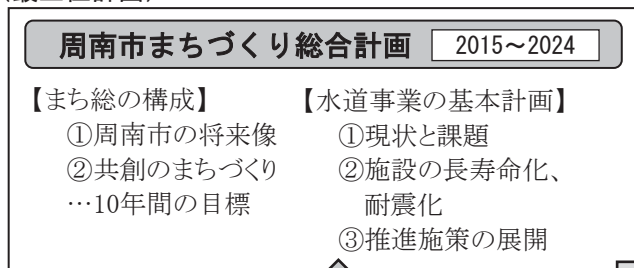 周南市まちづくり総合計画 2015～2024
【まち総の構成】
①周南市の将来像
②共創のまちづくり
…10年間の目標
【水道事業の基本計画】
①現状と課題
②施設の長寿命化、
耐震化
③推進施策の展開